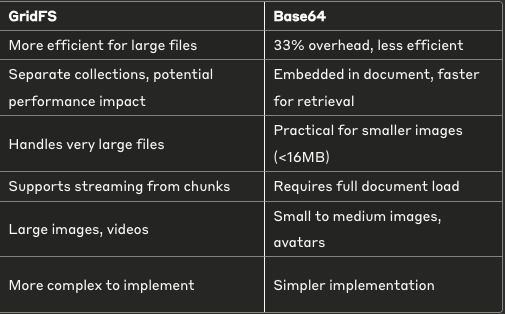 GridFS Base64
More efficient for large files 33% overhead, less efficient
Separate collections, potential Embedded in document, faster
performance impact for retrieval
Handles very large files Practical for smaller images
(<16MB)
Supports streaming from chunks Requires full document load
Large images, videos Small to medium images,
avatars
More complex to implement Simpler implementation